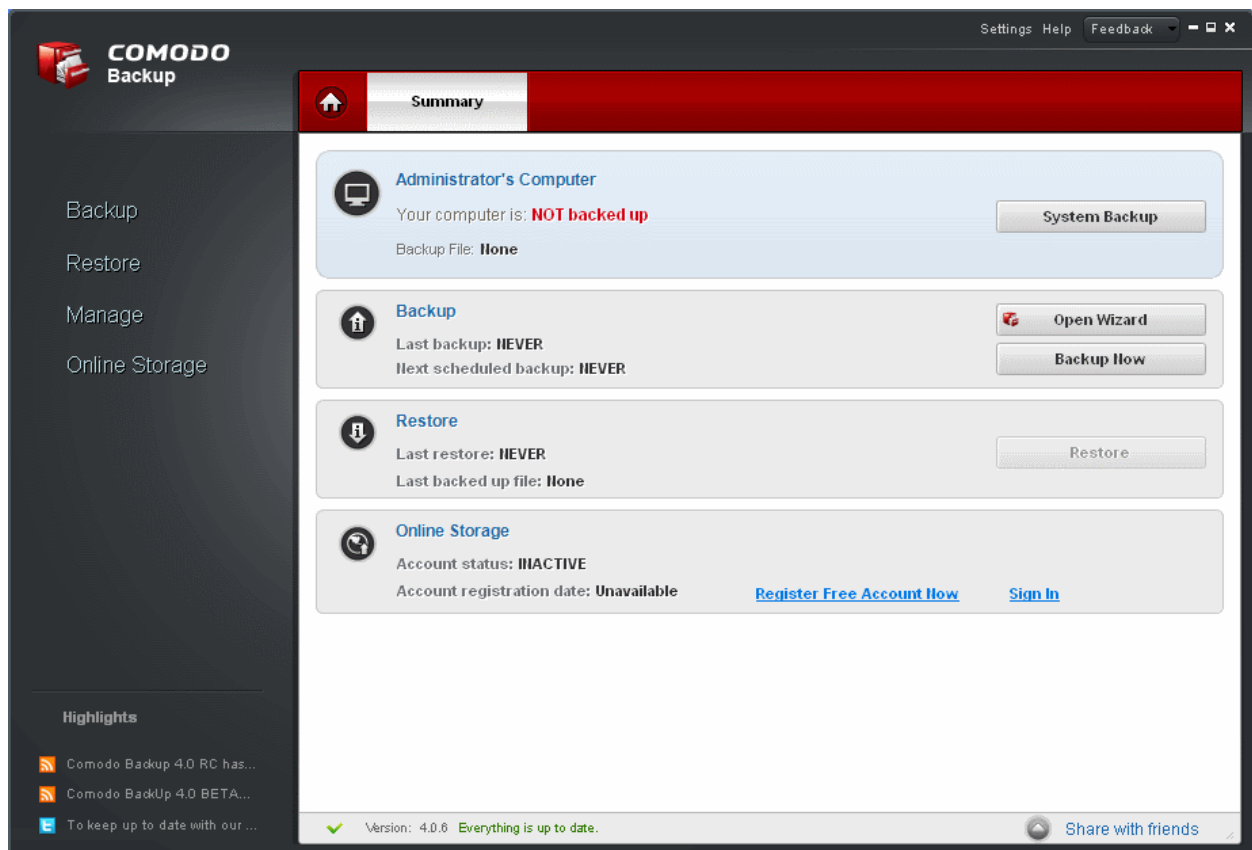 Settings Help Feedback
COMODO
Backup
Summary
Backup
Restore
Manage
Online Storage
Administrator's Computer
Your computer is: NOT backed up
System Backup
Backup File: None
Backup
Open Wizard
Last backup: NEVER
Backup Now
Next scheduled backup: NEVER
Restore
Last restore: NEVER
Restore
Last backed up file: None
Online Storage
Account status: INACTIVE
Account registration date: Unavailable Register Free Account Now Sign In
Highlights
Comodo Backup 4.0 RC has...
Comodo BackUp 4.0 BETA...
To keep up to date with our ...
Version: 4.0.6 Everything is up to date.
Share with friends